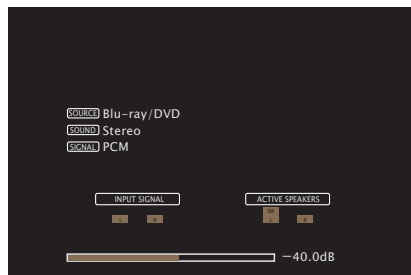 SOURCE Blu-ray/DVD
SOUND Stereo
SIGNAL PCM
INPUT SIGNAL ACTIVE SPEAKERS
SW
L R L R
-40.0dB